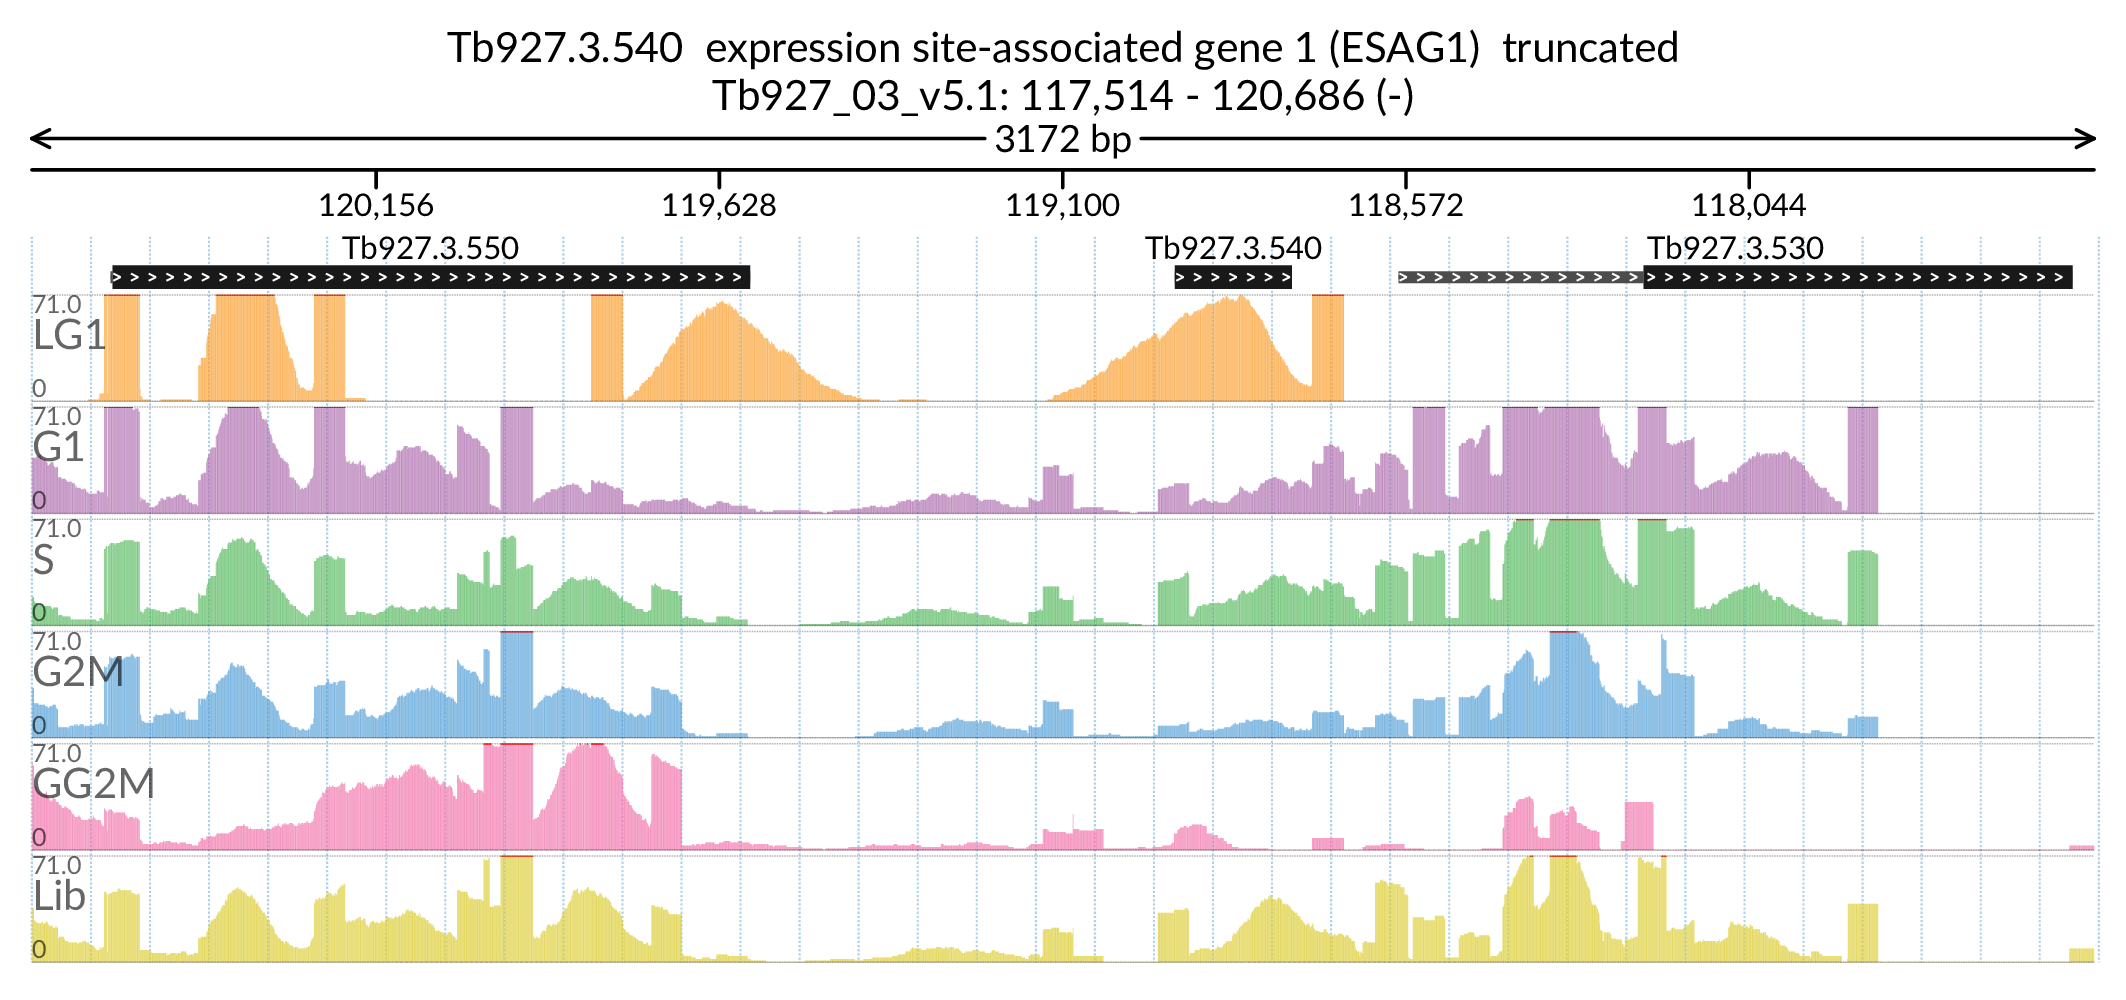 Tb927.3.540 expression site-associated gene 1 (ESAG1) truncated
Tb927_03_v5.1: 117,514 - 120,686 (-)
3172 bp
120,156 119,628 119,100 118,572 118,044
Tb927.3.550 Tb927.3.540 Tb927.3.530
71.0
LG1
0
71.0
G1
0
71.0
S
0
71.0
G2M
0
71.0
GG2M
0
71.0
Lib
0